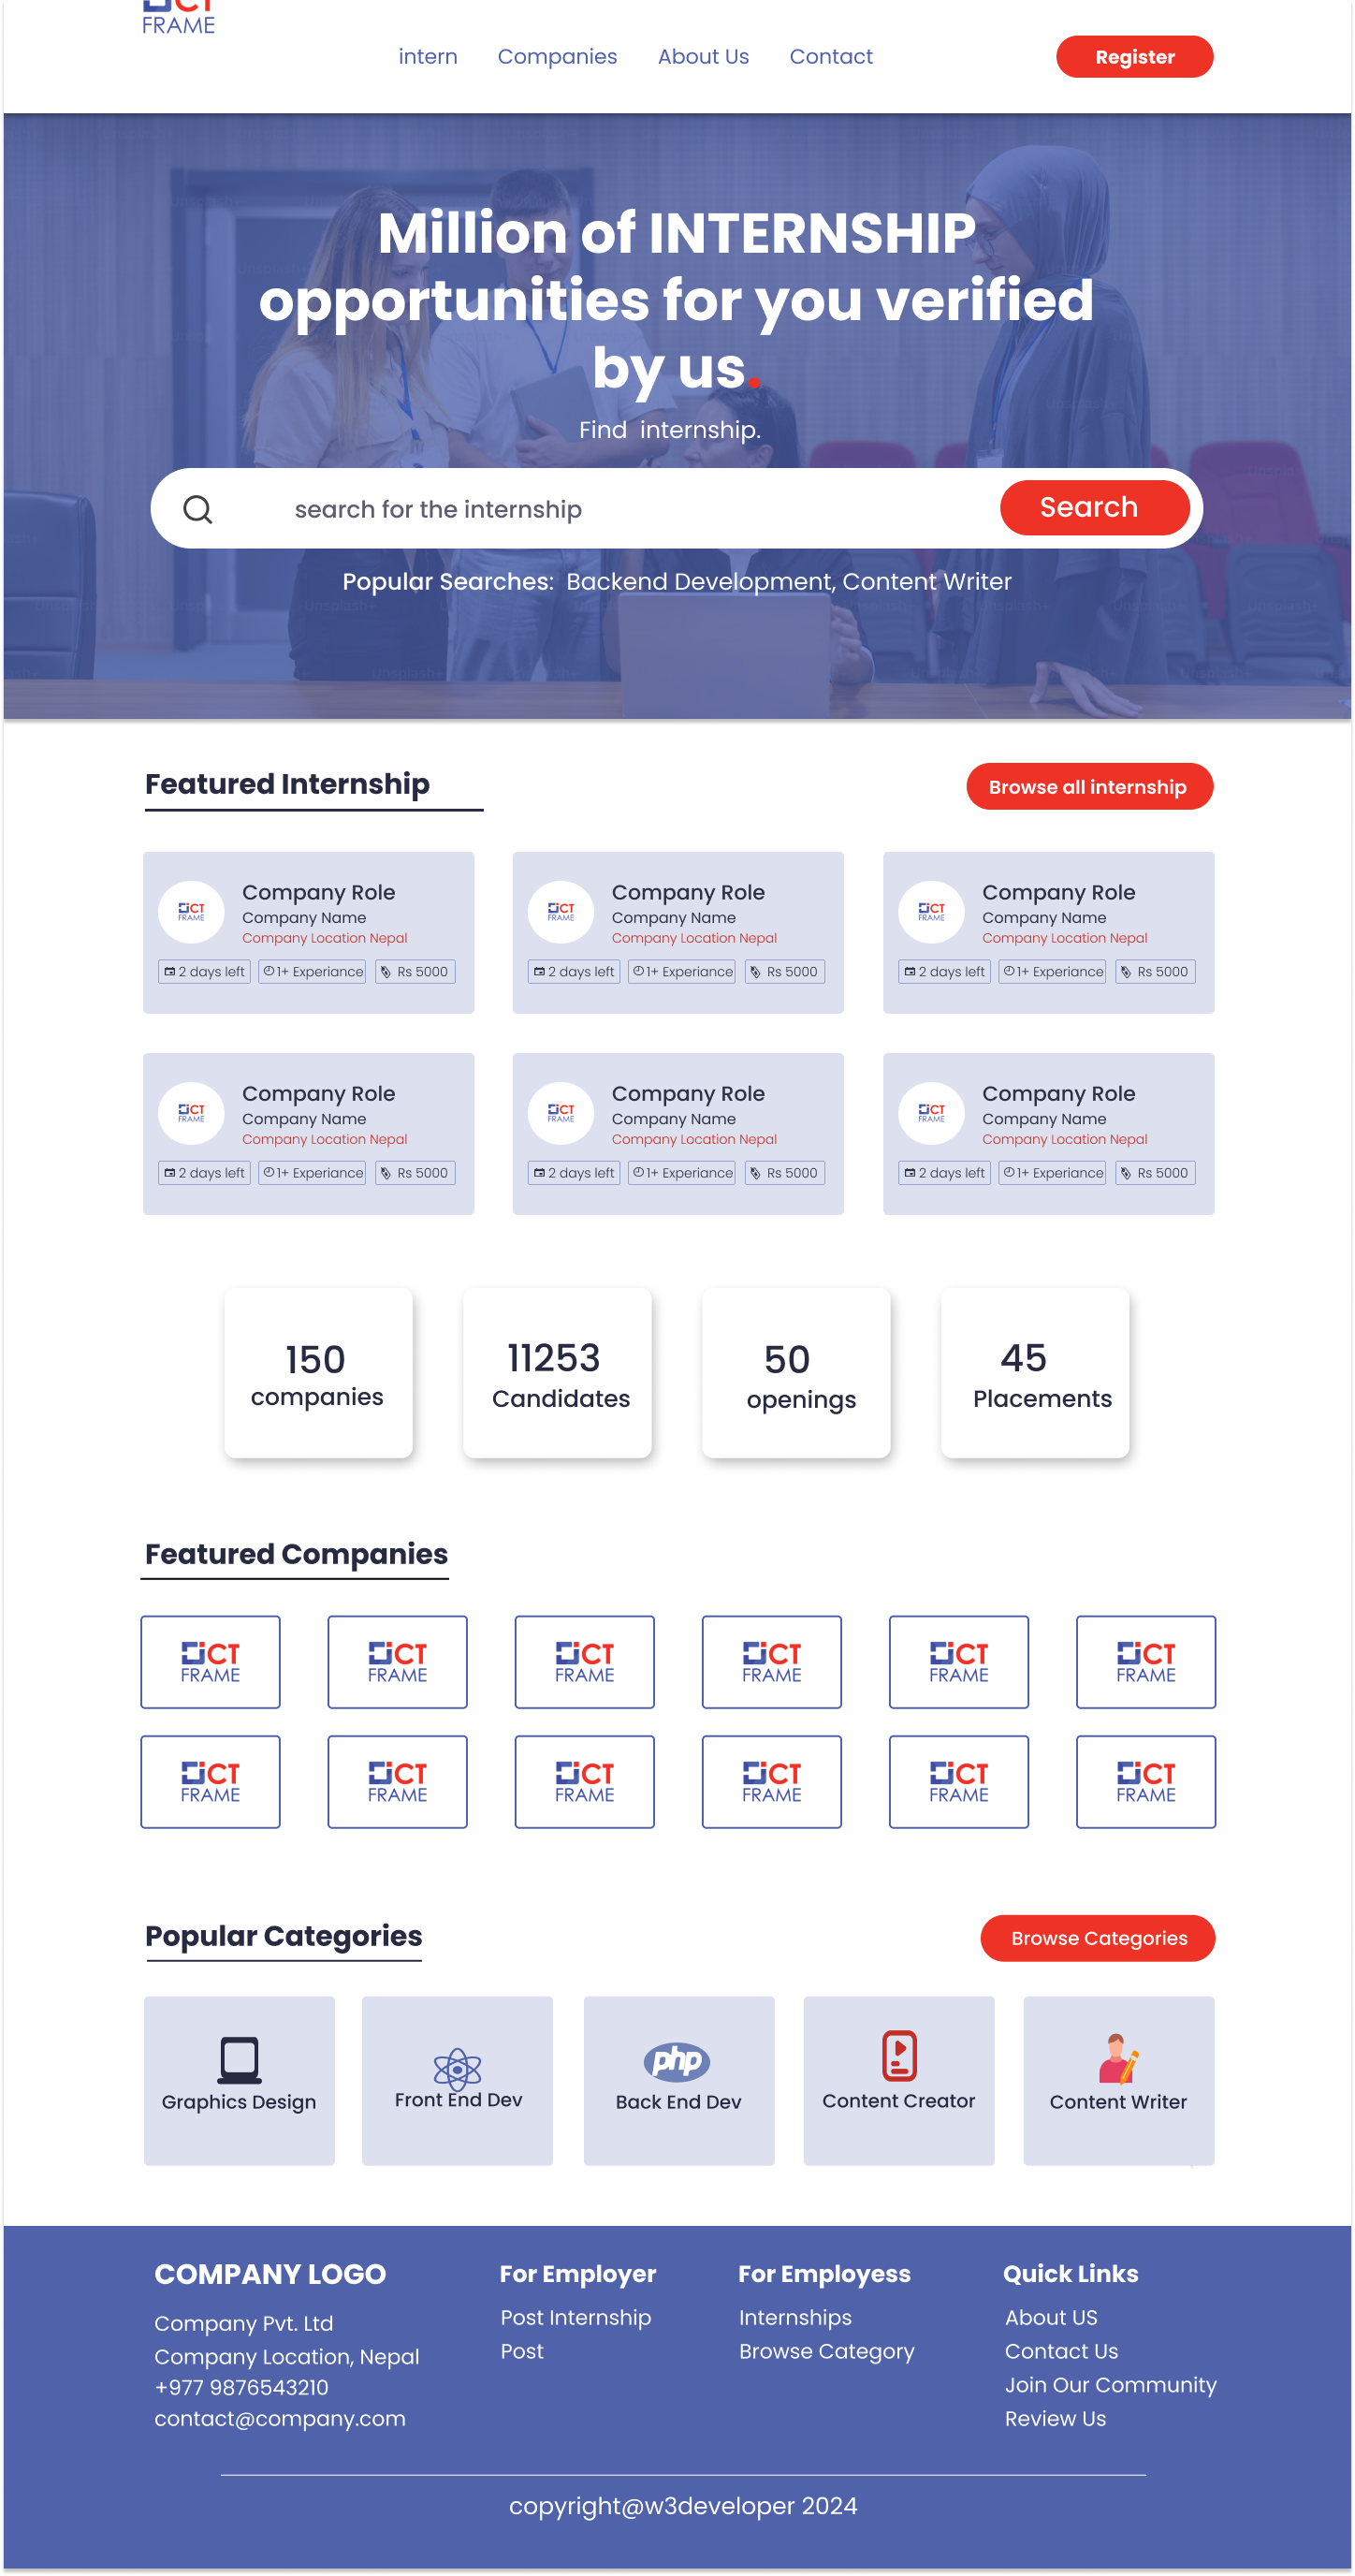 CT
FRAME
intern Companies About Us Contact Register
Million of INTERNSHIP
opportunities for you verified
by us.
Find internship.
search for the internship Search
Popular Searches: Backend Development, Content Writer
Unsplash+
Featured Internship Browse all internship
Company Role Company Role Company Role
CT FRAME Company Name CT FRAME Company Name CT FRAME Company Name
Company Location Nepal Company Location Nepal Company Location Nepal
2 days left 1+ Experiance Rs 5000 2 days left 1+ Experiance Rs 5000 2 days left 1+ Experiance Rs 5000
Company Role Company Role Company Role
CT FRAME Company Name CT FRAME Company Name CT FRAME Company Name
Company Location Nepal Company Location Nepal Company Location Nepal
2 days left 1+ Experiance Rs 5000 2 days left 1+ Experiance Rs 5000 2 days left 1+ Experiance Rs 5000
150 11253 50 45
companies Candidates openings Placements
Featured Companies
CT CT CT CT CT CT
FRAME FRAME FRAME FRAME FRAME FRAME
CT CT CT CT CT CT
FRAME FRAME FRAME FRAME FRAME FRAME
Popular Categories Browse Categories
php
Graphics Design Front End Dev Back End Dev Content Creator Content Writer
COMPANY LOGO For Employer For Employess Quick Links
Company Pvt. Ltd Post Internship Internships About US
Company Location, Nepal Post Browse Category Contact Us
+977 9876543210 Join Our Community
contact@company.com Review Us
copyright@w3developer 2024